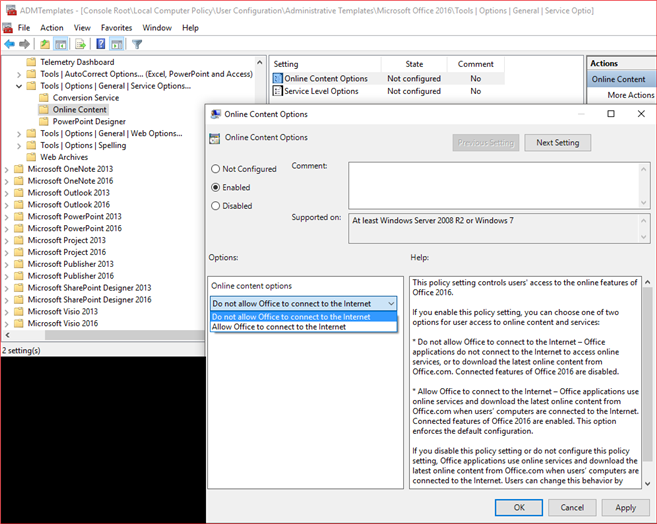 ADMTemplates - [Console Root\Local Computer Policy\User Configuration\Administrative Templates\Microsoft Office 2016\Tools | Options | General | Service Optio]
File Action View Favorites Window Help
Telemetry Dashboard
Tools | AutoCorrect Options... (Excel, PowerPoint and Access)
Tools | Options | General | Service Options...
Conversion Service
Online Content
PowerPoint Designer
Tools | Options | General | Web Options...
Tools | Options | Spelling
Web Archives
Microsoft OneNote 2013
Microsoft OneNote 2016
Microsoft Outlook 2013
Microsoft Outlook 2016
Microsoft PowerPoint 2013
Microsoft PowerPoint 2016
Microsoft Project 2013
Microsoft Project 2016
Microsoft Publisher 2013
Microsoft Publisher 2016
Microsoft SharePoint Designer 2013
Microsoft SharePoint Designer 2016
Microsoft Visio 2013
Microsoft Visio 2016
2 setting(s)
Setting State Comment
Online Content Options Not configured No
Service Level Options Not configured No
Actions
Online Content
More Actions
Online Content Options
Online Content Options
Previous Setting Next Setting
Not Configured
Enabled
Disabled
Comment:
Supported on:
At least Windows Server 2008 R2 or Windows 7
Options:
Help:
Online content options
Do not allow Office to connect to the Internet
Do not allow Office to connect to the Internet
Allow Office to connect to the Internet
This policy setting controls users' access to the online features of
Office 2016.
If you enable this policy setting, you can choose one of two
options for user access to online content and services:
* Do not allow Office to connect to the Internet – Office
applications do not connect to the Internet to access online
services, or to download the latest online content from
Office.com. Connected features of Office 2016 are disabled.
* Allow Office to connect to the Internet – Office applications use
online services and download the latest online content from
Office.com when users' computers are connected to the Internet.
Connected features of Office 2016 are enabled. This option
enforces the default configuration.
If you disable this policy setting or do not configure this policy
setting, Office applications use online services and download the
latest online content from Office.com when users' computers are
connected to the Internet. Users can change this behavior by
OK Cancel Apply